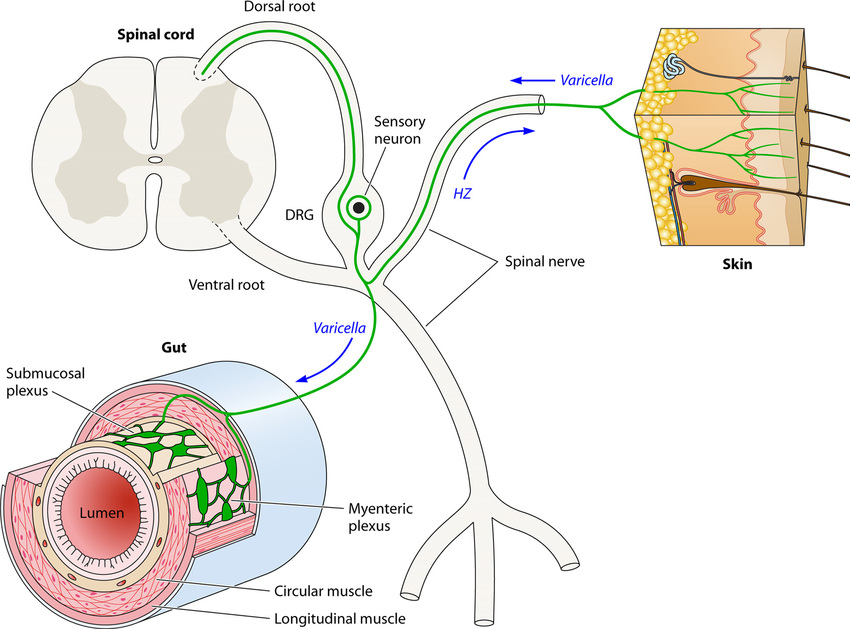 Dorsal root
Spinal cord
Varicella
Sensory
neuron
HZ
DRG
Spinal nerve
Skin
Ventral root
Varicella
Gut
Submucosal
plexus
Lumen
Myenteric
plexus
Circular muscle
Longitudinal muscle